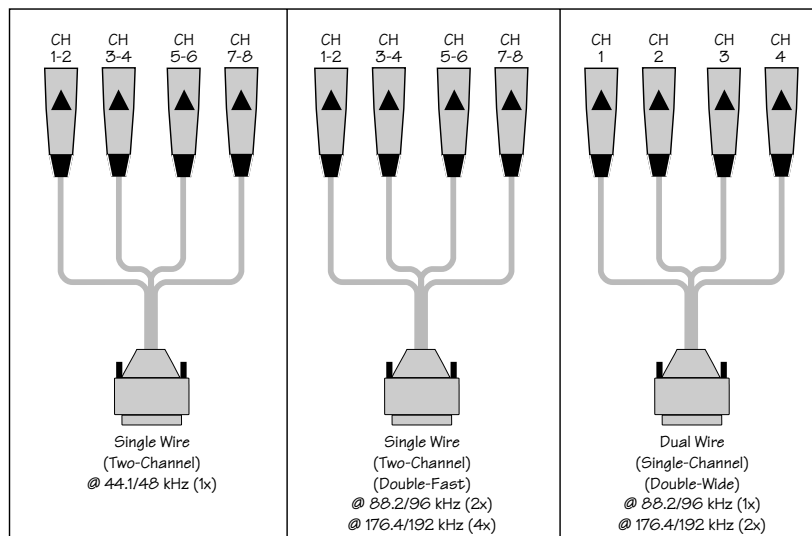 CH 1-2
CH 3-4
CH 5-6
CH 7-8
Single Wire
(Two-Channel)
@ 44.1/48 kHz (1x)
CH 1-2
CH 3-4
CH 5-6
CH 7-8
Single Wire
(Two-Channel)
(Double-Fast)
@ 88.2/96 kHz (2x)
@ 176.4/192 kHz (4x)
CH 1
CH 2
CH 3
CH 4
Dual Wire
(Single-Channel)
(Double-Wide)
@ 88.2/96 kHz (1x)
@ 176.4/192 kHz (2x)